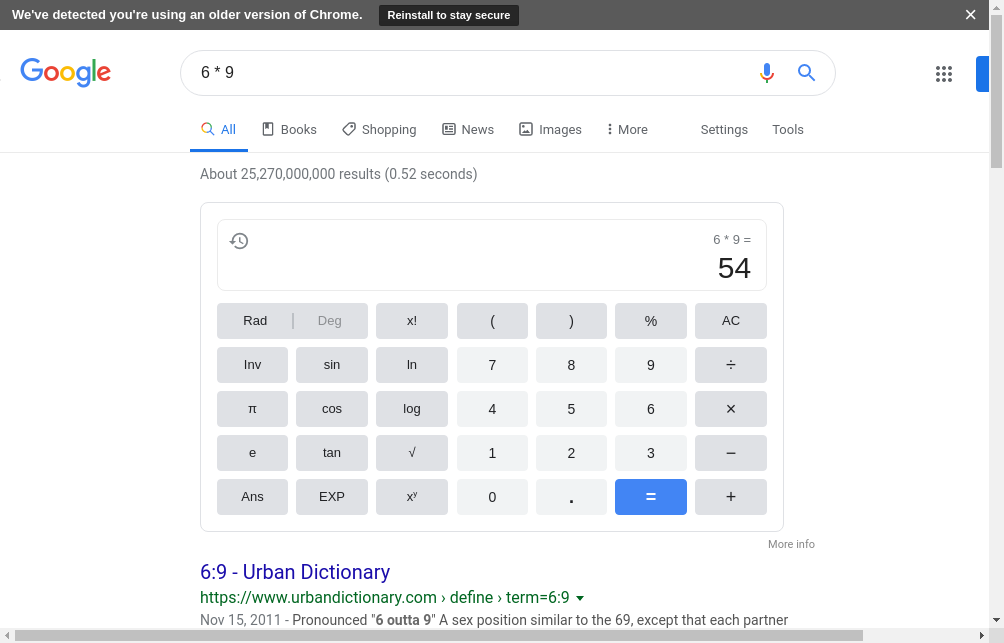 We've detected you're using an older version of Chrome. Reinstall to stay secure
Google
6 * 9
All Books Shopping News Images More Settings Tools
About 25,270,000,000 results (0.52 seconds)
6 * 9 =
54
Rad Deg x! ( ) % AC
Inv sin ln 7 8 9 ÷
π cos log 4 5 6 ×
e tan √ 1 2 3 −
Ans EXP xʸ 0 . = +
More info
6:9 - Urban Dictionary
https://www.urbandictionary.com › define › term=6:9
Nov 15, 2011 - Pronounced "6 outta 9" A sex position similar to the 69, except that each partner